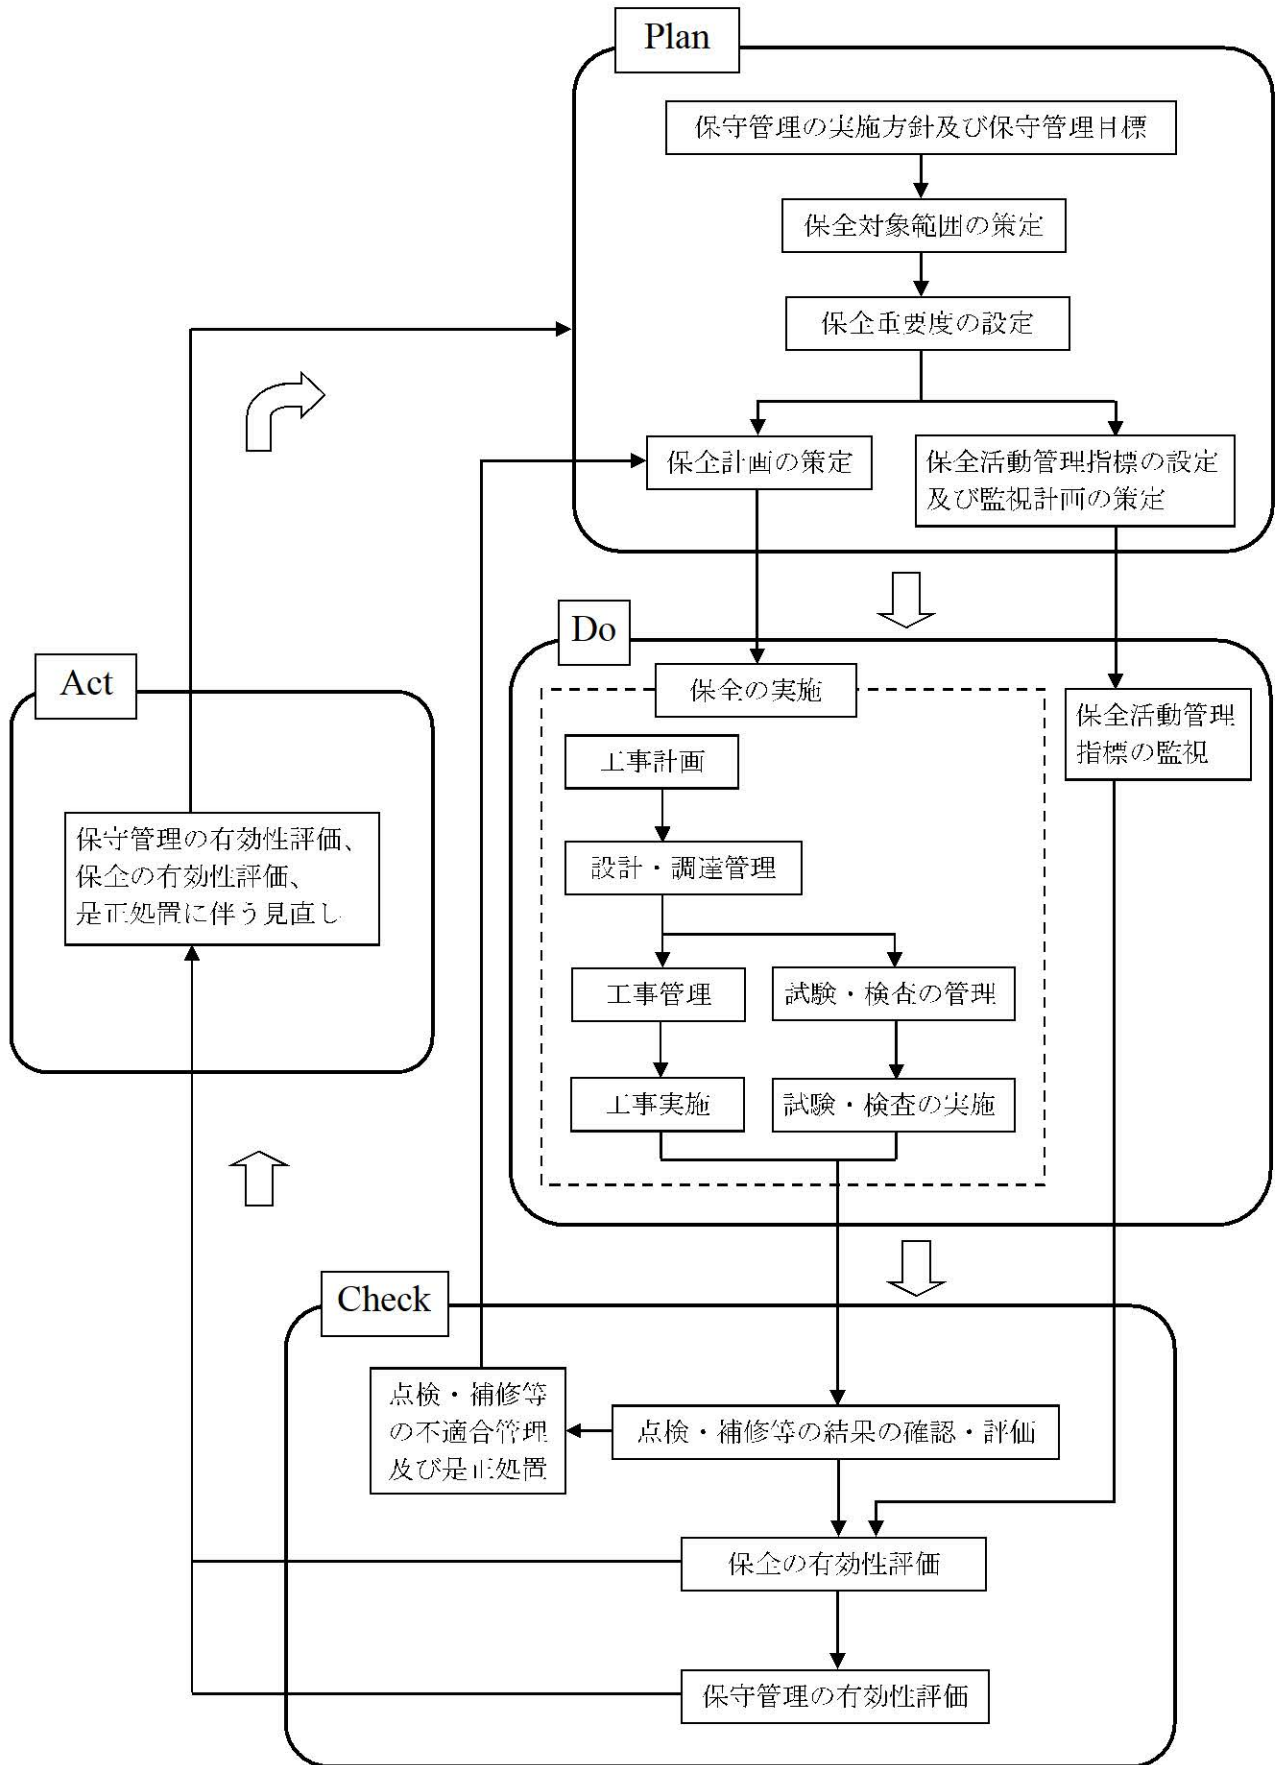 Plan
保守管理の実施方針及び保守管理目標
保全対象範囲の策定
保全重要度の設定
保全計画の策定
保全活動管理指標の設定
及び監視計画の策定
Do
保全の実施
保全活動管理
指標の監視
工事計画
設計・調達管理
工事管理
試験・検査の管理
工事実施
試験・検査の実施
Act
保守管理の有効性評価、
保全の有効性評価、
是正処置に伴う見直し
Check
点検・補修等
の不適合管理
及び是正処置
点検・補修等の結果の確認・評価
保全の有効性評価
保守管理の有効性評価